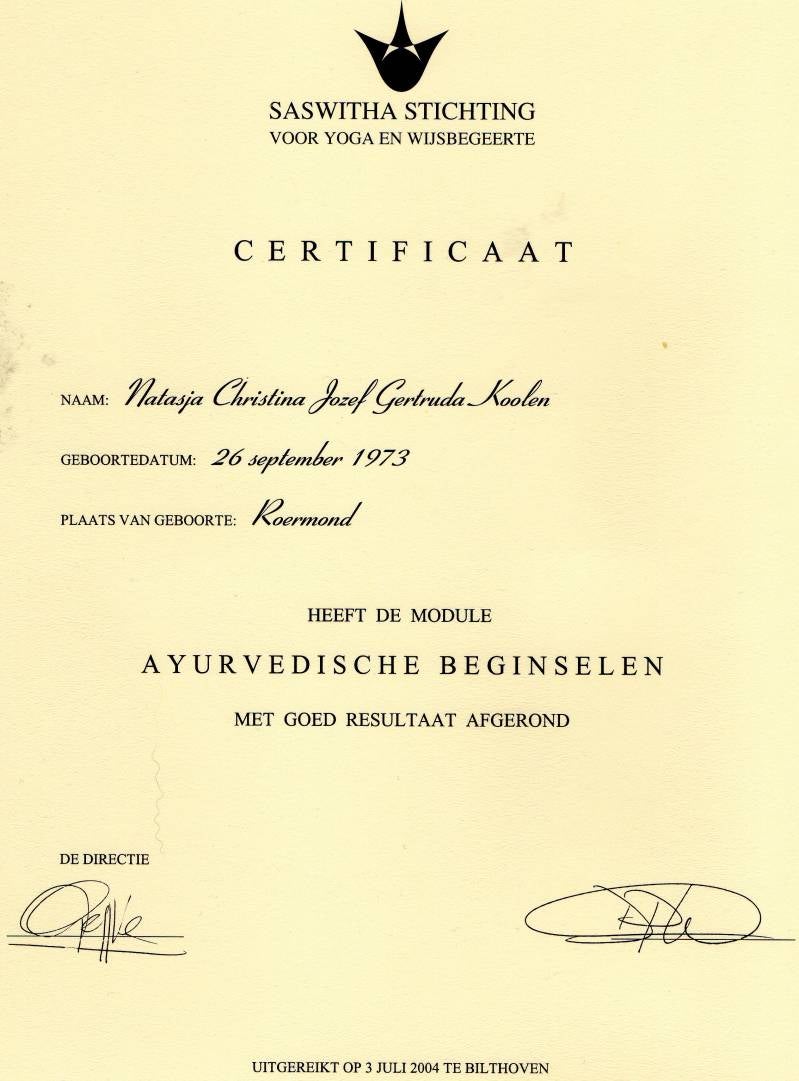 SASWITHA STICHTING
VOOR YOGA EN WIJSBEGEERTE
CERTIFICAAT
NAAM: Natasja Christina Jozef Gertruda Koolen
GEBOORTEDATUM: 26 september 1973
PLAATS VAN GEBOORTE: Roermond
HEEFT DE MODULE
AYURVEDISCHE BEGINSELEN
MET GOED RESULTAAT AFGEROND
DE DIRECTIE
UITGEREIKT OP 3 JULI 2004 TE BILTHOVEN